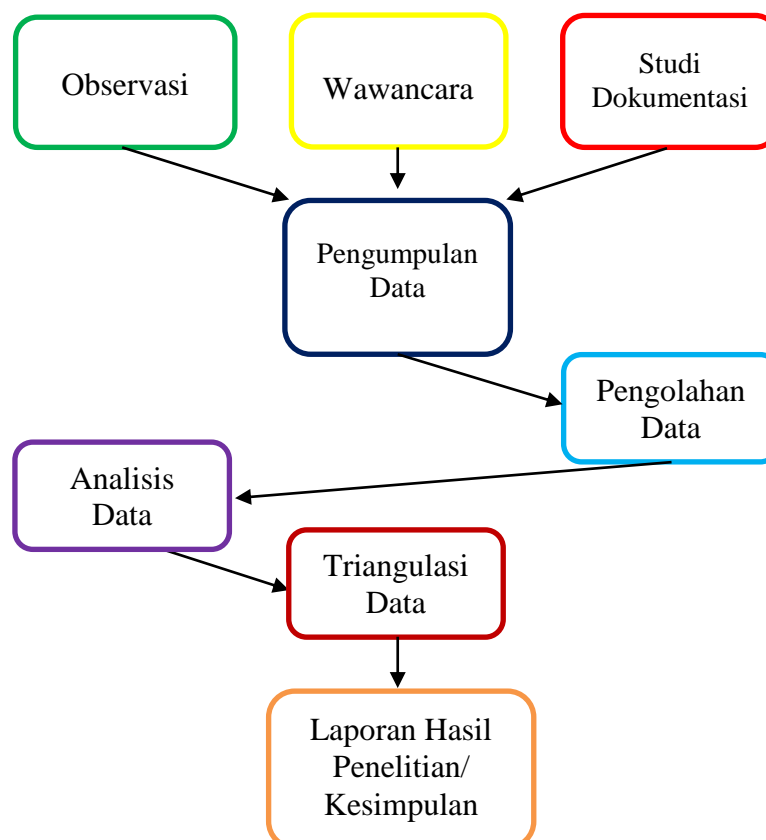 Observasi
Wawancara
Studi
Dokumentasi
Pengumpulan
Data
Pengolahan
Data
Analisis
Data
Triangulasi
Data
Laporan Hasil
Penelitian/
Kesimpulan